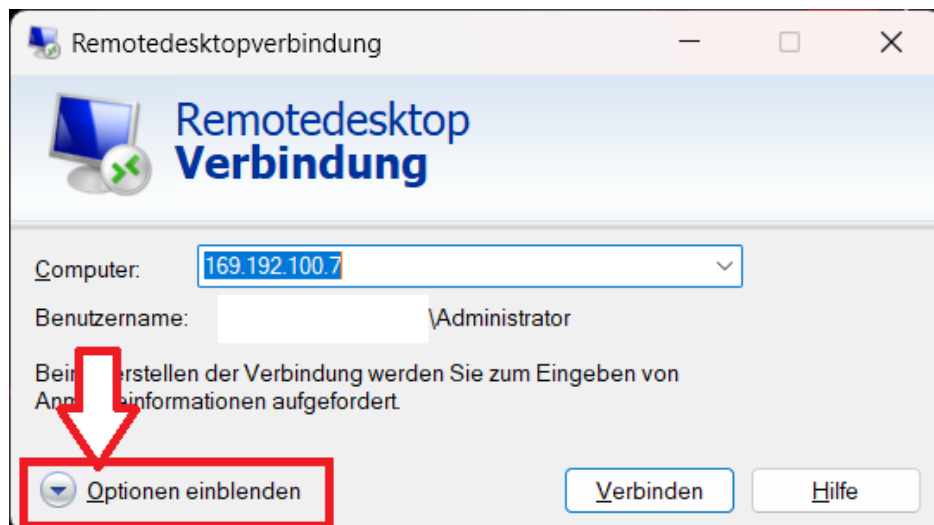 Remotedesktopverbindung
Remotedesktop
Verbindung
Computer: 169.192.100.7
Benutzername: \Administrator
der Verbindung werden Sie zum Eingeben von
aufgefordert.
Optionen einblenden Verbinden Hilfe